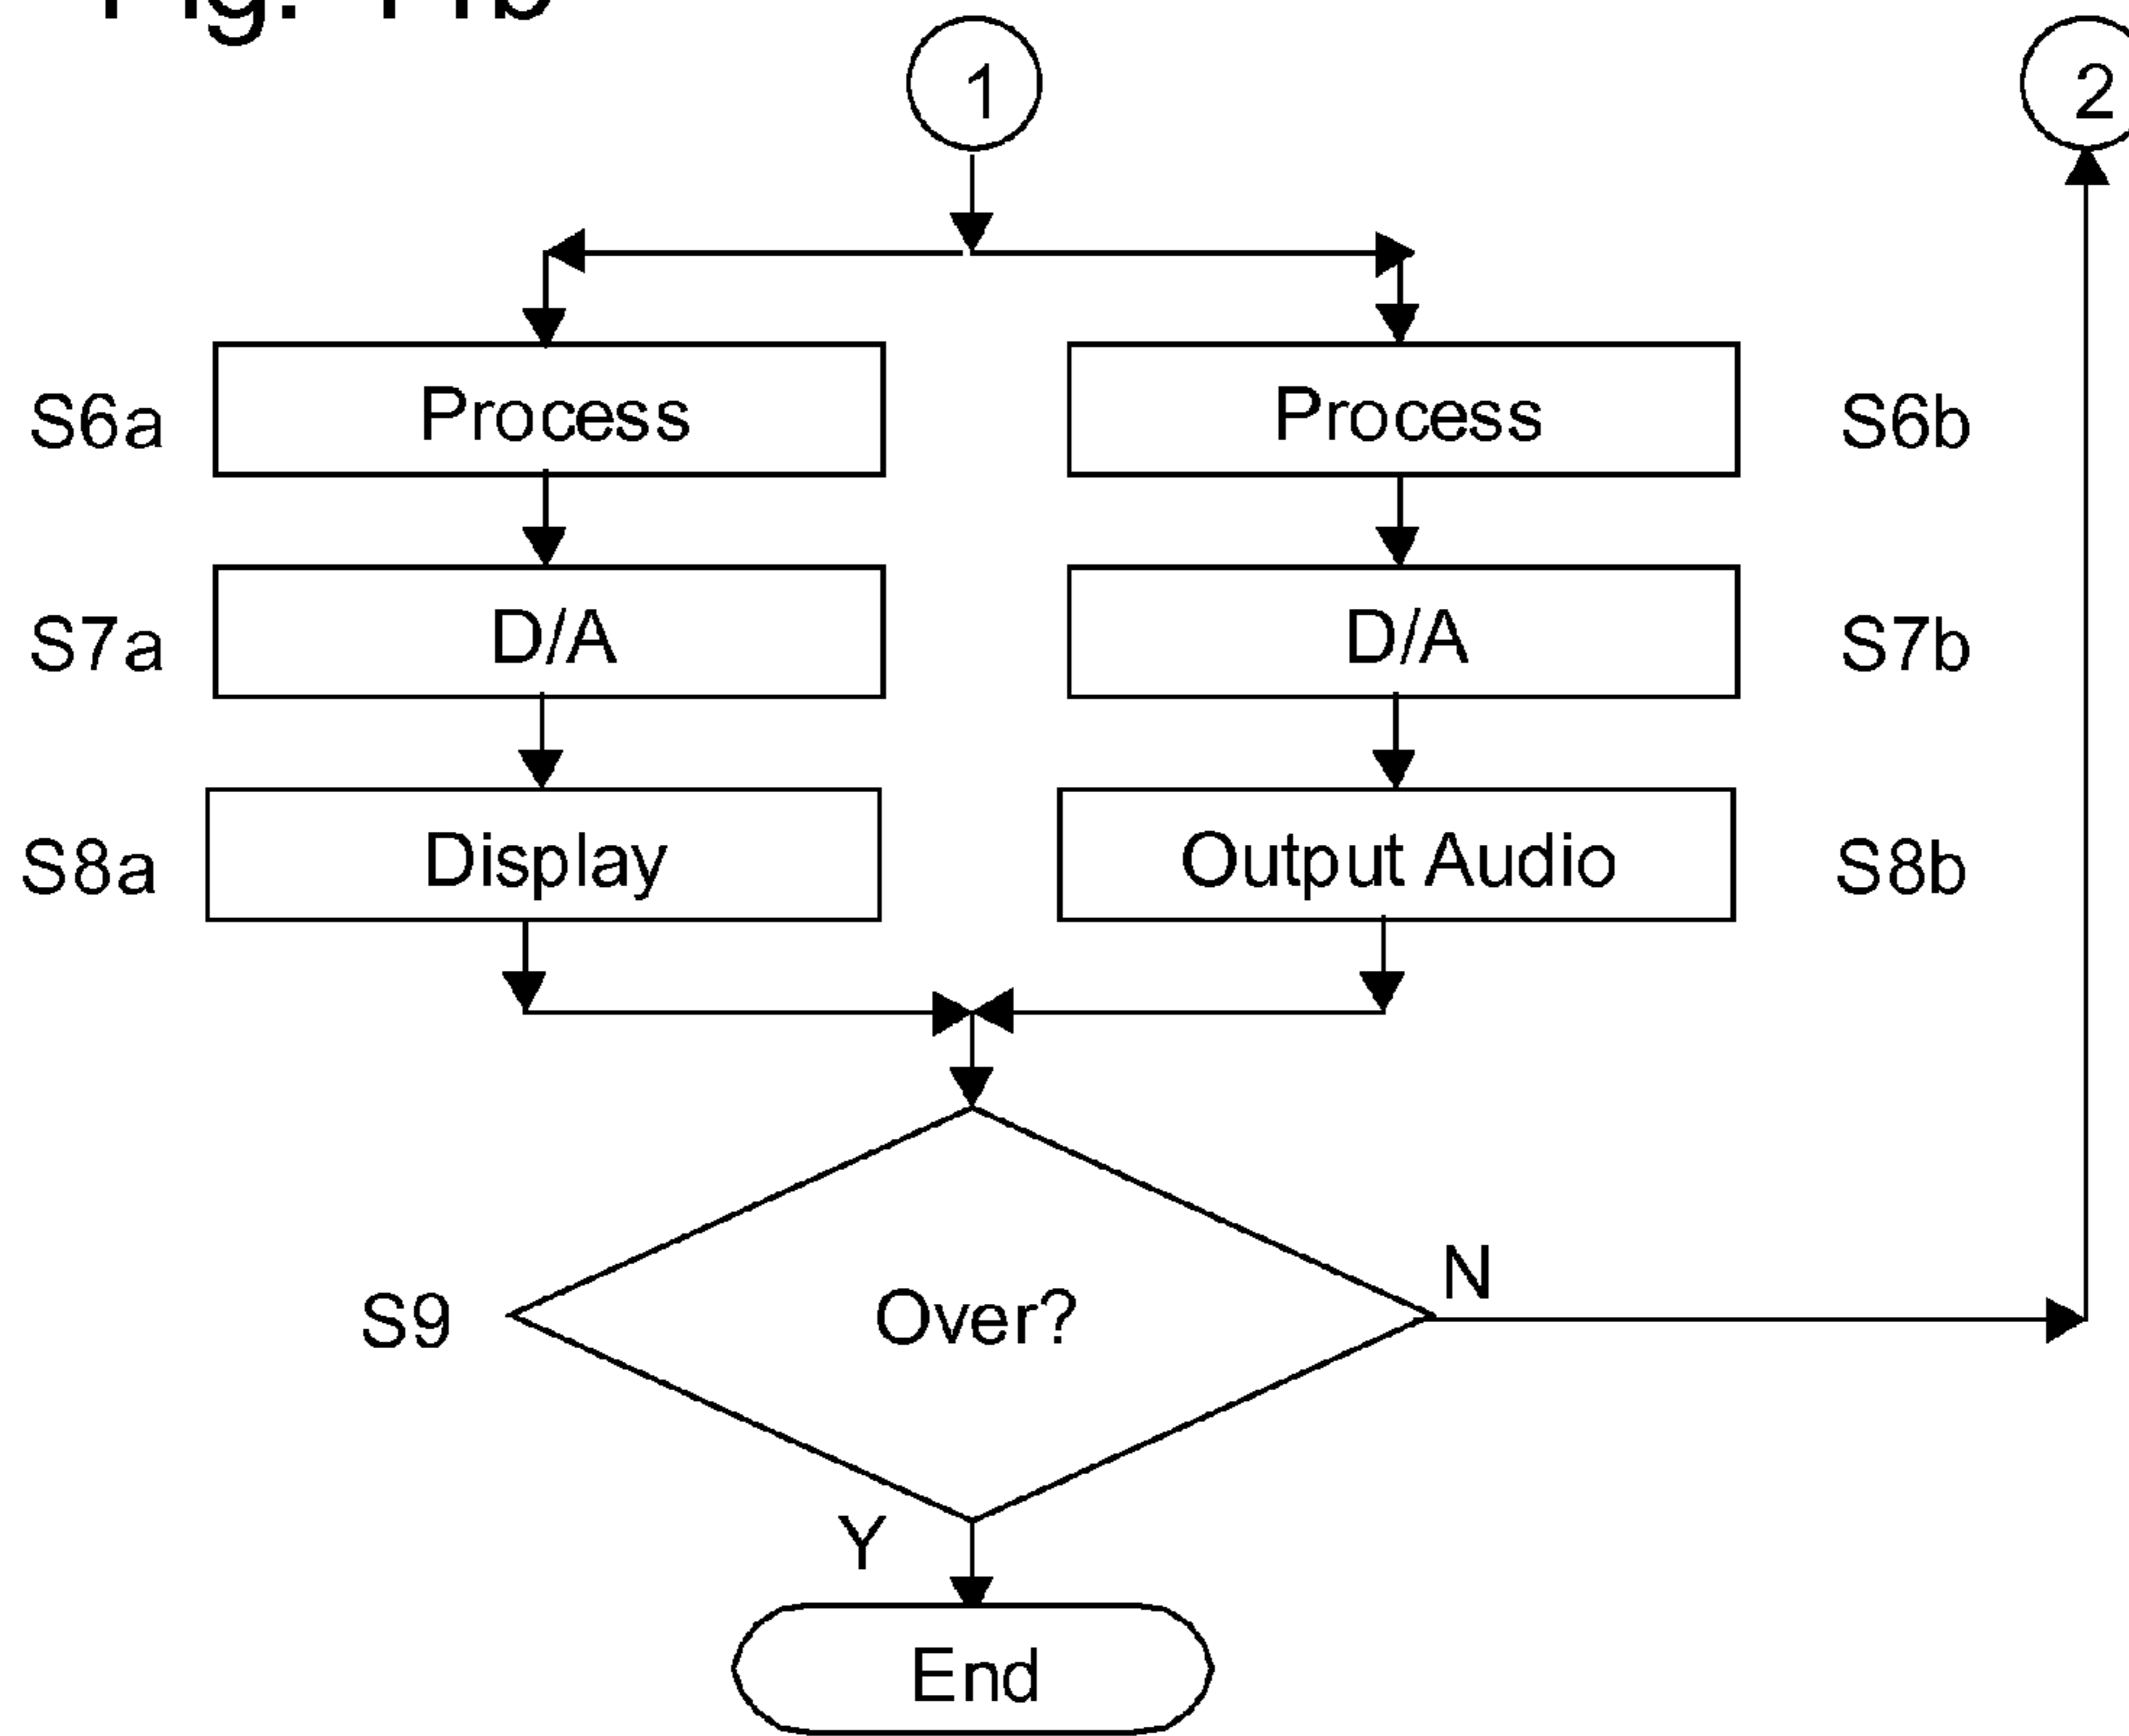 1
2
Process
Process
S6a
S6b
D/A
D/A
S7a
S7b
Display
Output Audio
S8a
S8b
N
Over?
S9
Y
End